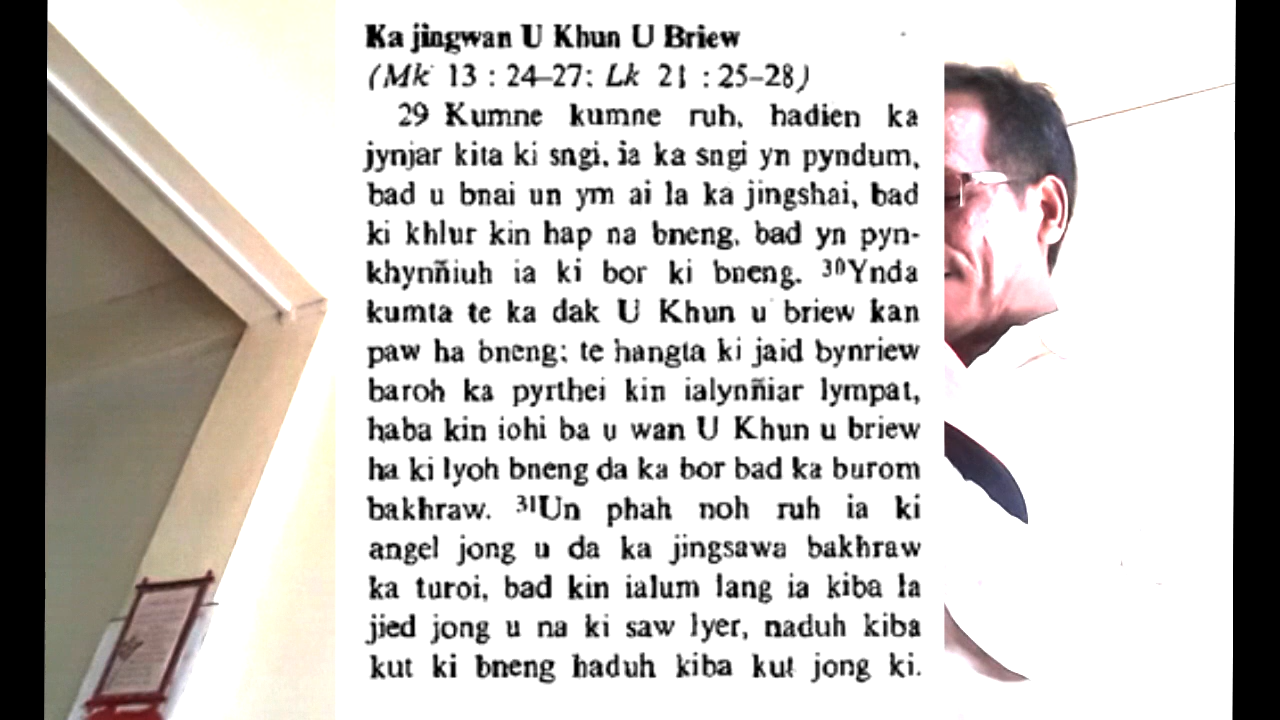 Ka jingwan U Khun U Briew
(Mk 13 : 24–27: Lk 21 : 25–28)
29 Kumne kumne ruh, hadien ka
jynjar kita ki sngi, ia ka sngi yn pyndum,
bad u bnai un ym ai la ka jingshai, bad
ki khlur kin hap na bneng, bad yn pyn-
khynñiuh ia ki bor ki bneng. ³⁰Ynda
kumta te ka dak U Khun u briew kan
paw ha bneng; te hangta ki jaid bynriew
baroh ka pyrthei kin ialynñiar lympat,
haba kin iohi ba u wan U Khun u briew
ha ki lyoh bneng da ka bor bad ka burom
bakhraw. ³¹Un phah noh ruh ia ki
angel jong u da ka jingsawa bakhraw
ka turoi, bad kin ialum lang ia kiba la
jied jong u na ki saw lyer, naduh kiba
kut ki bneng haduh kiba kut jong ki.